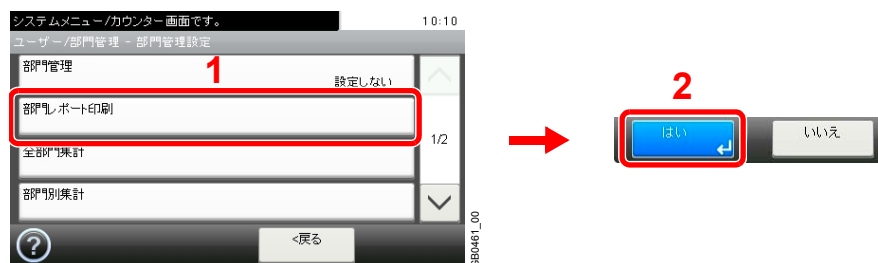 システムメニュー/カウンター画面です。
10:10
ユーザー/部門管理 - 部門管理設定
部門管理
設定しない
1
部門レポート印刷
全部門集計
1/2
部門別集計
?
<戻る
GB0461_00
2
はい
いいえ